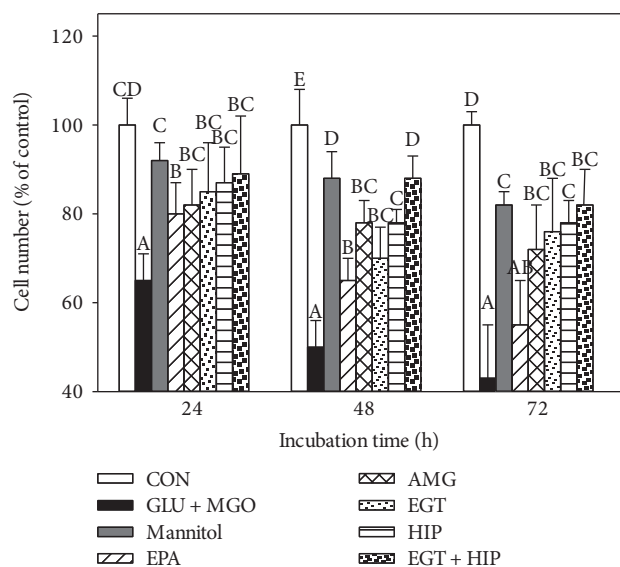 120
100
80
60
40
Cell number (% of control)
CD
A
C
B
BC
BC
BC
BC
E
A
D
B
BC
BC
C
D
D
A
C
AB
BC
BC
C
BC
24
48
72
Incubation time (h)
CON
GLU + MGO
Mannitol
EPA
AMG
EGT
HIP
EGT + HIP